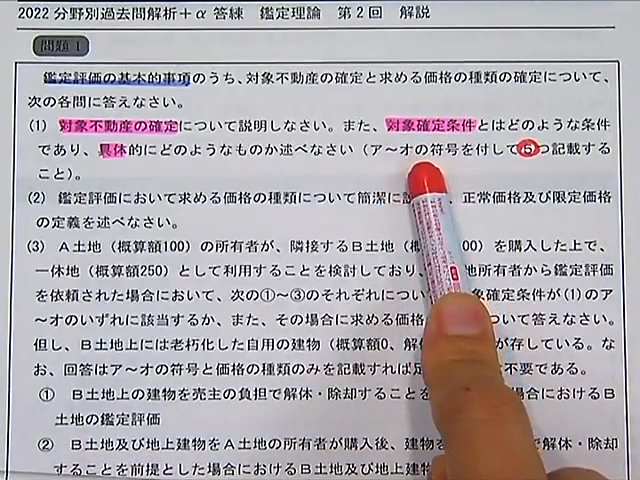 2022 分野別過去問解析＋α 答練　鑑定理論　第２回　解説
問題 1
鑑定評価の基本的事項のうち、対象不動産の確定と求める価格の種類の確定について、
次の各問に答えなさい。
(1) 対象不動産の確定について説明しなさい。また、対象確定条件とはどのような条件
であり、具体的にどのようなものか述べなさい（ア～オの符号を付して5つ記載する
こと）。
(2) 鑑定評価において求める価格の種類について簡潔に、正常価格及び限定価格
の定義を述べなさい。
(3) Ａ土地（概算額100）の所有者が、隣接するＢ土地（00）を購入した上で、
一体地（概算額250）として利用することを検討しており、地所有者から鑑定評価
を依頼された場合において、次の①～③のそれぞれについ象確定条件が(1)のア
～オのいずれに該当するか、また、その場合に求める価格ついて答えなさい。
但し、Ｂ土地上には老朽化した自用の建物（概算額0、解している。な
お、回答はア～オの符号と価格の種類のみを記載すれば足不要である。
① Ｂ土地上の建物を売主の負担で解体・除却することを場合におけるＢ
土地の鑑定評価
② Ｂ土地及び地上建物をＡ土地の所有者が購入後、建物をで解体・除却
することを前提とした場合におけるＢ土地及び地上建物